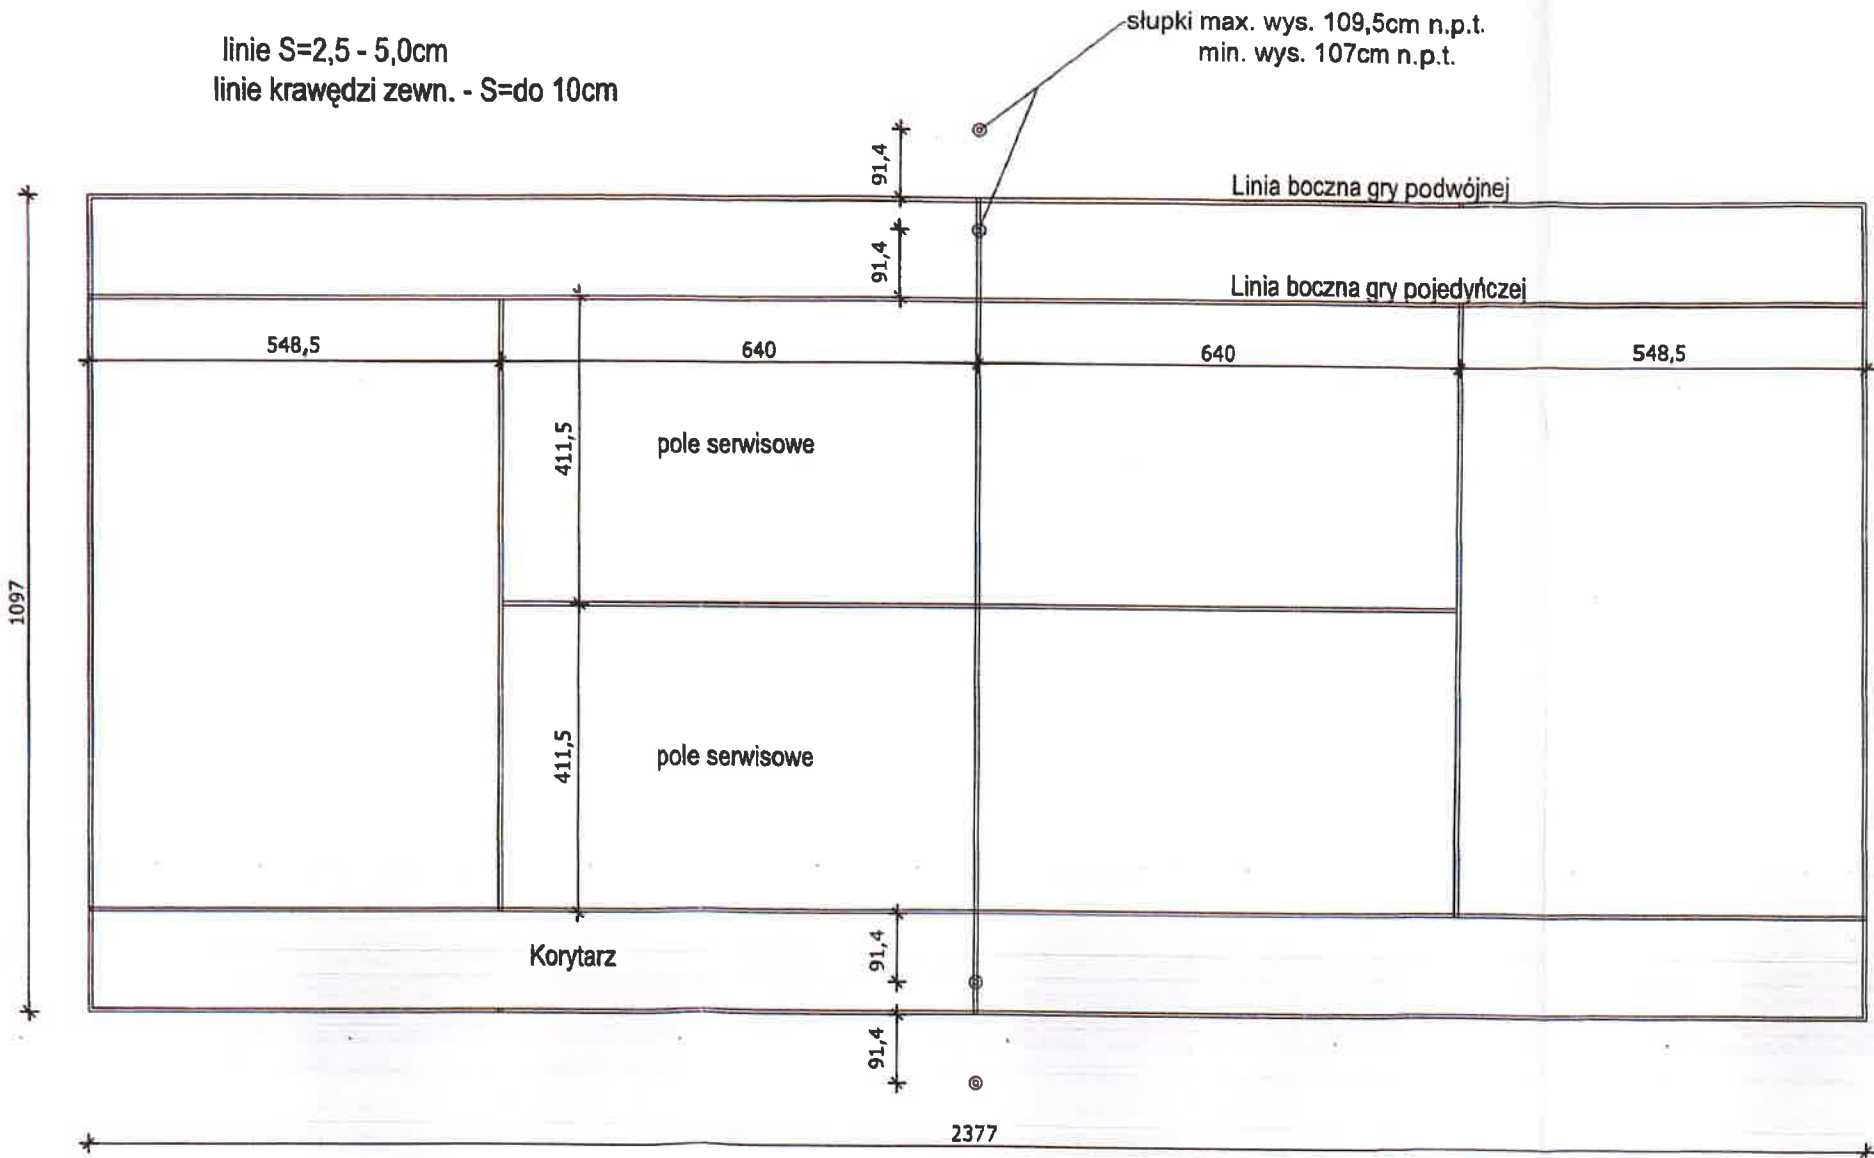 słupki max. wys. 109,5cm n.p.t.
min. wys. 107cm n.p.t.
linie S=2,5 - 5,0cm
linie krawędzi zewn. - S=do 10cm
91,4
Linia boczna gry podwójnej
91,4
Linia boczna gry pojedyńczej
548,5
640
640
548,5
411,5
pole serwisowe
1097
411,5
pole serwisowe
Korytarz
91,4
91,4
2377